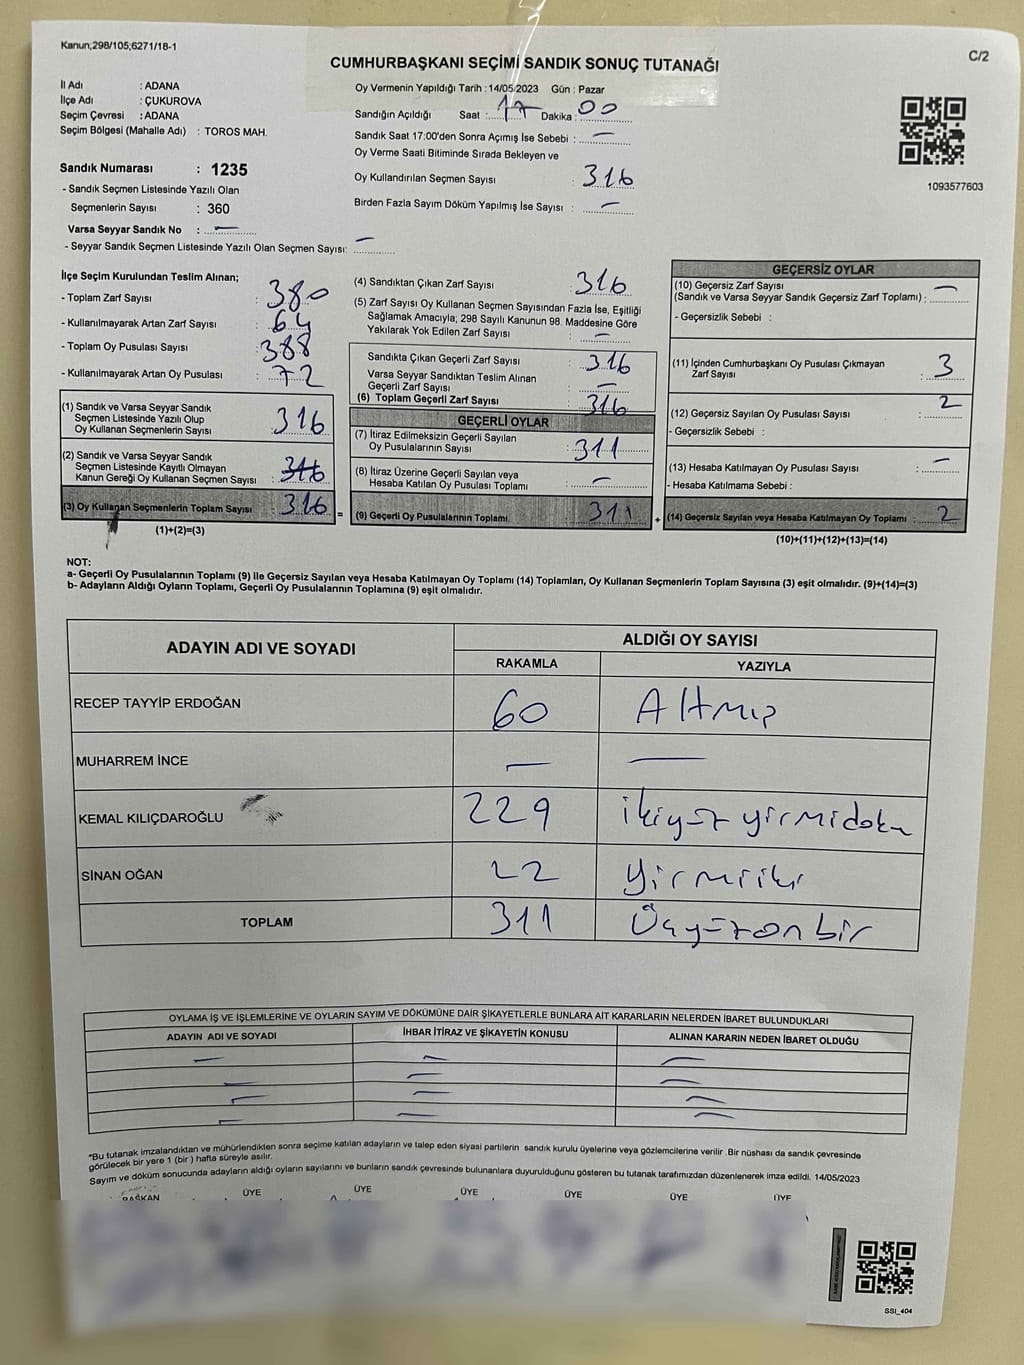 Kanun,298/105;6271/18-1
C/2
CUMHURBAŞKANI SEÇİMİ SANDIK SONUÇ TUTANAĞI
İl Adı : ADANA
İlçe Adı : ÇUKUROVA
Seçim Çevresi : ADANA
Seçim Bölgesi (Mahalle Adı) : TOROS MAH.
Sandık Numarası : 1235
- Sandık Seçmen Listesinde Yazılı Olan
Seçmenlerin Sayısı : 360
Varsa Seyyar Sandık No : —
- Seyyar Sandık Seçmen Listesinde Yazılı Olan Seçmen Sayısı: —
Oy Vermenin Yapıldığı Tarih : 14/05/2023 Gün : Pazar
Sandığın Açıldığı Saat : 17 Dakika : 00
Sandık Saat 17:00'den Sonra Açılmış İse Sebebi : —
Oy Verme Saati Bitiminde Sırada Bekleyen ve
Oy Kullandırılan Seçmen Sayısı : 316
Birden Fazla Sayım Döküm Yapılmış İse Sayısı : —
1093577603
İlçe Seçim Kurulundan Teslim Alınan;
- Toplam Zarf Sayısı : 380
- Kullanılmayarak Artan Zarf Sayısı : 64
- Toplam Oy Pusulası Sayısı : 388
- Kullanılmayarak Artan Oy Pusulası : 72
(1) Sandık ve Varsa Seyyar Sandık
Seçmen Listesinde Yazılı Olup
Oy Kullanan Seçmenlerin Sayısı : 316
(2) Sandık ve Varsa Seyyar Sandık
Seçmen Listesinde Kayıtlı Olmayan
Kanun Gereği Oy Kullanan Seçmen Sayısı : 316
(3) Oy Kullanan Seçmenlerin Toplam Sayısı : 316
(1)+(2)=(3)
(4) Sandıktan Çıkan Zarf Sayısı : 316
(5) Zarf Sayısı Oy Kullanan Seçmen Sayısından Fazla İse, Eşitliği
Sağlamak Amacıyla; 298 Sayılı Kanunun 98. Maddesine Göre
Yakılarak Yok Edilen Zarf Sayısı : —
Sandıkta Çıkan Geçerli Zarf Sayısı : 316
Varsa Seyyar Sandıktan Teslim Alınan
Geçerli Zarf Sayısı : —
(6) Toplam Geçerli Zarf Sayısı : 316
GEÇERLİ OYLAR
(7) İtiraz Edilmeksizin Geçerli Sayılan
Oy Pusulalarının Sayısı : 311
(8) İtiraz Üzerine Geçerli Sayılan veya
Hesaba Katılan Oy Pusulası Toplamı : —
= (9) Geçerli Oy Pusulalarının Toplamı : 311
GEÇERSİZ OYLAR
(10) Geçersiz Zarf Sayısı : —
(Sandık ve Varsa Seyyar Sandık Geçersiz Zarf Toplamı) :
- Geçersizlik Sebebi :
(11) İçinden Cumhurbaşkanı Oy Pusulası Çıkmayan
Zarf Sayısı : 3
(12) Geçersiz Sayılan Oy Pusulası Sayısı : 2
- Geçersizlik Sebebi :
(13) Hesaba Katılmayan Oy Pusulası Sayısı : —
- Hesaba Katılmama Sebebi :
+ (14) Geçersiz Sayılan veya Hesaba Katılmayan Oy Toplamı : 2
(10)+(11)+(12)+(13)=(14)
NOT:
a- Geçerli Oy Pusulalarının Toplamı (9) ile Geçersiz Sayılan veya Hesaba Katılmayan Oy Toplamı (14) Toplamları, Oy Kullanan Seçmenlerin Toplam Sayısına (3) eşit olmalıdır. (9)+(14)=(3)
b- Adayların Aldığı Oyların Toplamı, Geçerli Oy Pusulalarının Toplamına (9) eşit olmalıdır.
ADAYIN ADI VE SOYADI
ALDIĞI OY SAYISI
RAKAMLA YAZIYLA
RECEP TAYYİP ERDOĞAN 60 Altmış
MUHARREM İNCE — —
KEMAL KILIÇDAROĞLU 229 ikiyüz yirmidoku
SİNAN OĞAN 22 yirmiiki
TOPLAM 311 Üçyüzonbir
OYLAMA İŞ VE İŞLEMLERİNE VE OYLARIN SAYIM VE DÖKÜMÜNE DAİR ŞİKAYETLERLE BUNLARA AİT KARARLARIN NELERDEN İBARET BULUNDUKLARI
ADAYIN ADI VE SOYADI İHBAR İTİRAZ VE ŞİKAYETİN KONUSU ALINAN KARARIN NEDEN İBARET OLDUĞU
— — —
— — —
— — —
— — —
*Bu tutanak imzalandıktan ve mühürlendikten sonra seçime katılan adayların ve talep eden siyasi partilerin sandık kurulu üyelerine veya gözlemcilerine verilir .Bir nüshası da sandık çevresinde
görülecek bir yere 1 (bir ) hafta süreyle asılır.
Sayım ve döküm sonucunda adayların aldığı oyların sayılarını ve bunların sandık çevresinde bulunanlara duyurulduğunu gösteren bu tutanak tarafımızdan düzenlenerek imza edildi. 14/05/2023
BAŞKAN ÜYE ÜYE ÜYE ÜYE ÜYE ÜYE
SSI_404